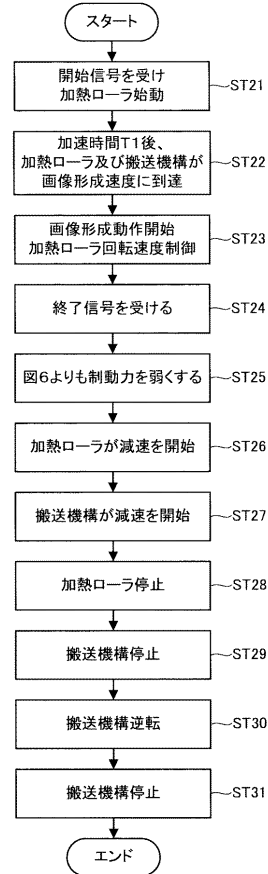 スタート
開始信号を受け
加熱ローラ始動
ST21
加速時間T1後、
加熱ローラ及び搬送機構が
画像形成速度に到達
ST22
画像形成動作開始
加熱ローラ回転速度制御
ST23
終了信号を受ける
ST24
図6よりも制動力を弱くする
ST25
加熱ローラが減速を開始
ST26
搬送機構が減速を開始
ST27
加熱ローラ停止
ST28
搬送機構停止
ST29
搬送機構逆転
ST30
搬送機構停止
ST31
エンド